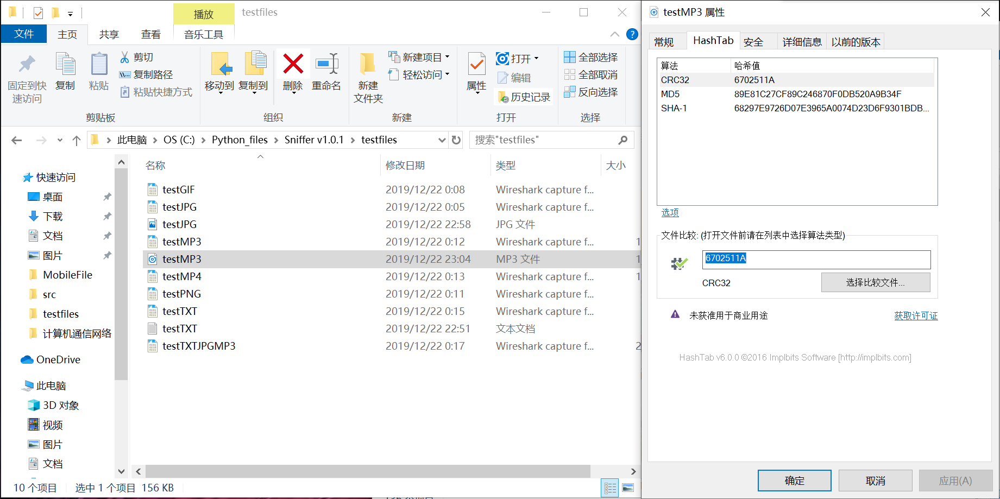 播放
testfiles
文件
主页
共享
查看
音乐工具
固定到快
速访问
复制
粘贴
剪切
复制路径
粘贴快捷方式
剪贴板
移动到
复制到
删除
重命名
组织
新建
文件夹
新建项目
轻松访问
新建
属性
打开
编辑
历史记录
打开
全部选择
全部取消
反向选择
选择
此电脑 OS (C:) Python_files Sniffer v1.0.1 testfiles
搜索"testfiles"
快速访问
桌面
下载
文档
图片
MobileFile
src
testfiles
计算机通信网络
OneDrive
此电脑
3D 对象
视频
图片
文档
名称 修改日期 类型 大小
testGIF 2019/12/22 0:08 Wireshark capture f...
testJPG 2019/12/22 0:05 Wireshark capture f...
testJPG 2019/12/22 22:58 JPG 文件
testMP3 2019/12/22 0:12 Wireshark capture f... 1
testMP3 2019/12/22 23:04 MP3 文件 1
testMP4 2019/12/22 0:13 Wireshark capture f... 1
testPNG 2019/12/22 0:11 Wireshark capture f...
testTXT 2019/12/22 0:15 Wireshark capture f...
testTXT 2019/12/22 22:51 文本文档
testTXTJPGMP3 2019/12/22 0:17 Wireshark capture f... 2
10 个项目 选中 1 个项目 156 KB
testMP3 属性
常规 HashTab 安全 详细信息 以前的版本
算法 哈希值
CRC32 6702511A
MD5 89E81C27CF89C246870F0DB520A9B34F
SHA-1 68297E9726D07E3965A0074D23D6F9301BDB...
选项
文件比较: (打开文件前请在列表中选择算法类型)
6702511A
CRC32
选择比较文件...
未获准用于商业用途
获取许可证
HashTab v6.0.0 ©2016 Implbits Software [http://implbits.com]
确定
取消
应用(A)